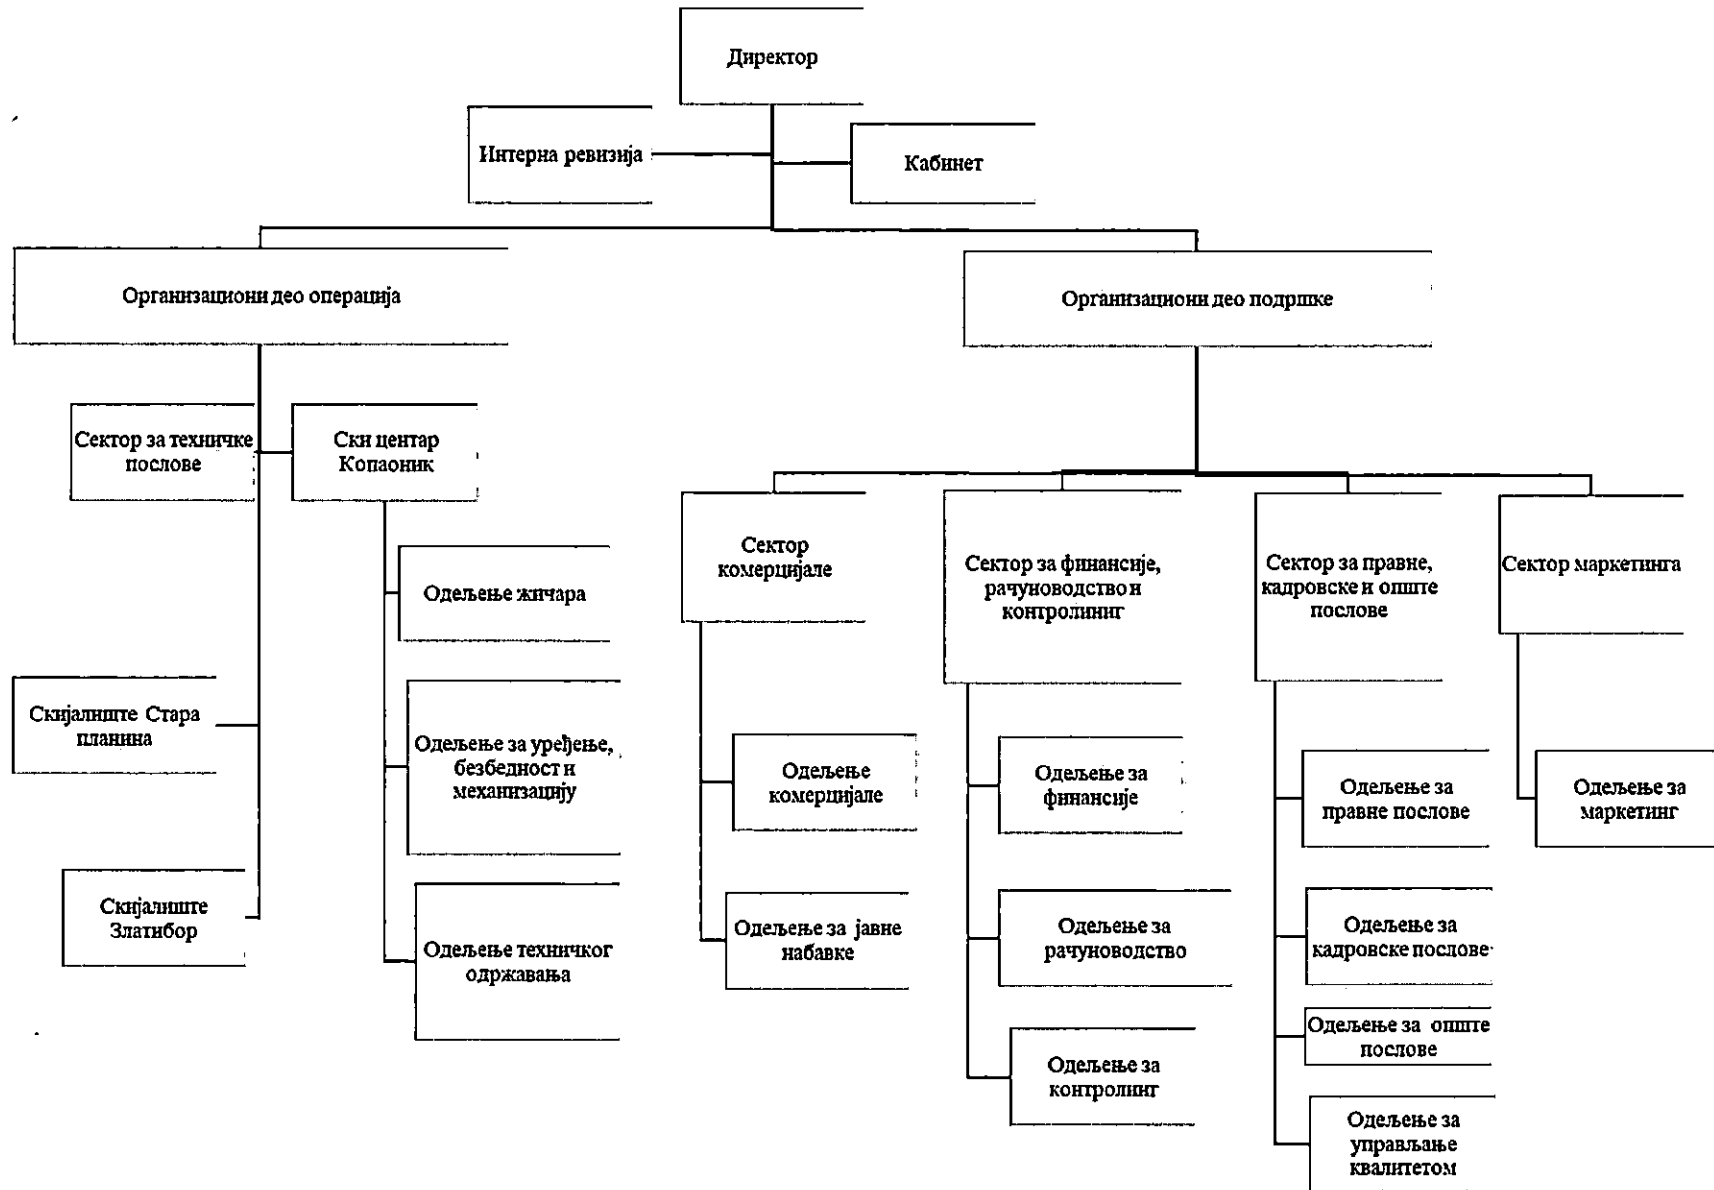 Директор
Интерна ревизија
Кабинет
Организациони део операција
Организациони део подршке
Сектор за техничке
послове
Ски центар
Копаоник
Одељење жичара
Одељење за уређење,
безбедност и
механизацију
Одељење техничког
одржавања
Скијалиште Стара
планина
Скијалиште
Златибор
Сектор
комерцијале
Одељење
комерцијале
Одељење за јавне
набавке
Сектор за финансије,
рачуноводство и
контролинг
Одељење за
финансије
Одељење за
рачуноводство
Одељење за
контролинг
Сектор за правне,
кадровске и опште
послове
Одељење за
правне послове
Одељење за
кадровске послове
Одељење за опште
послове
Одељење за
управљање
квалитетом
Сектор маркетинга
Одељење за
маркетинг